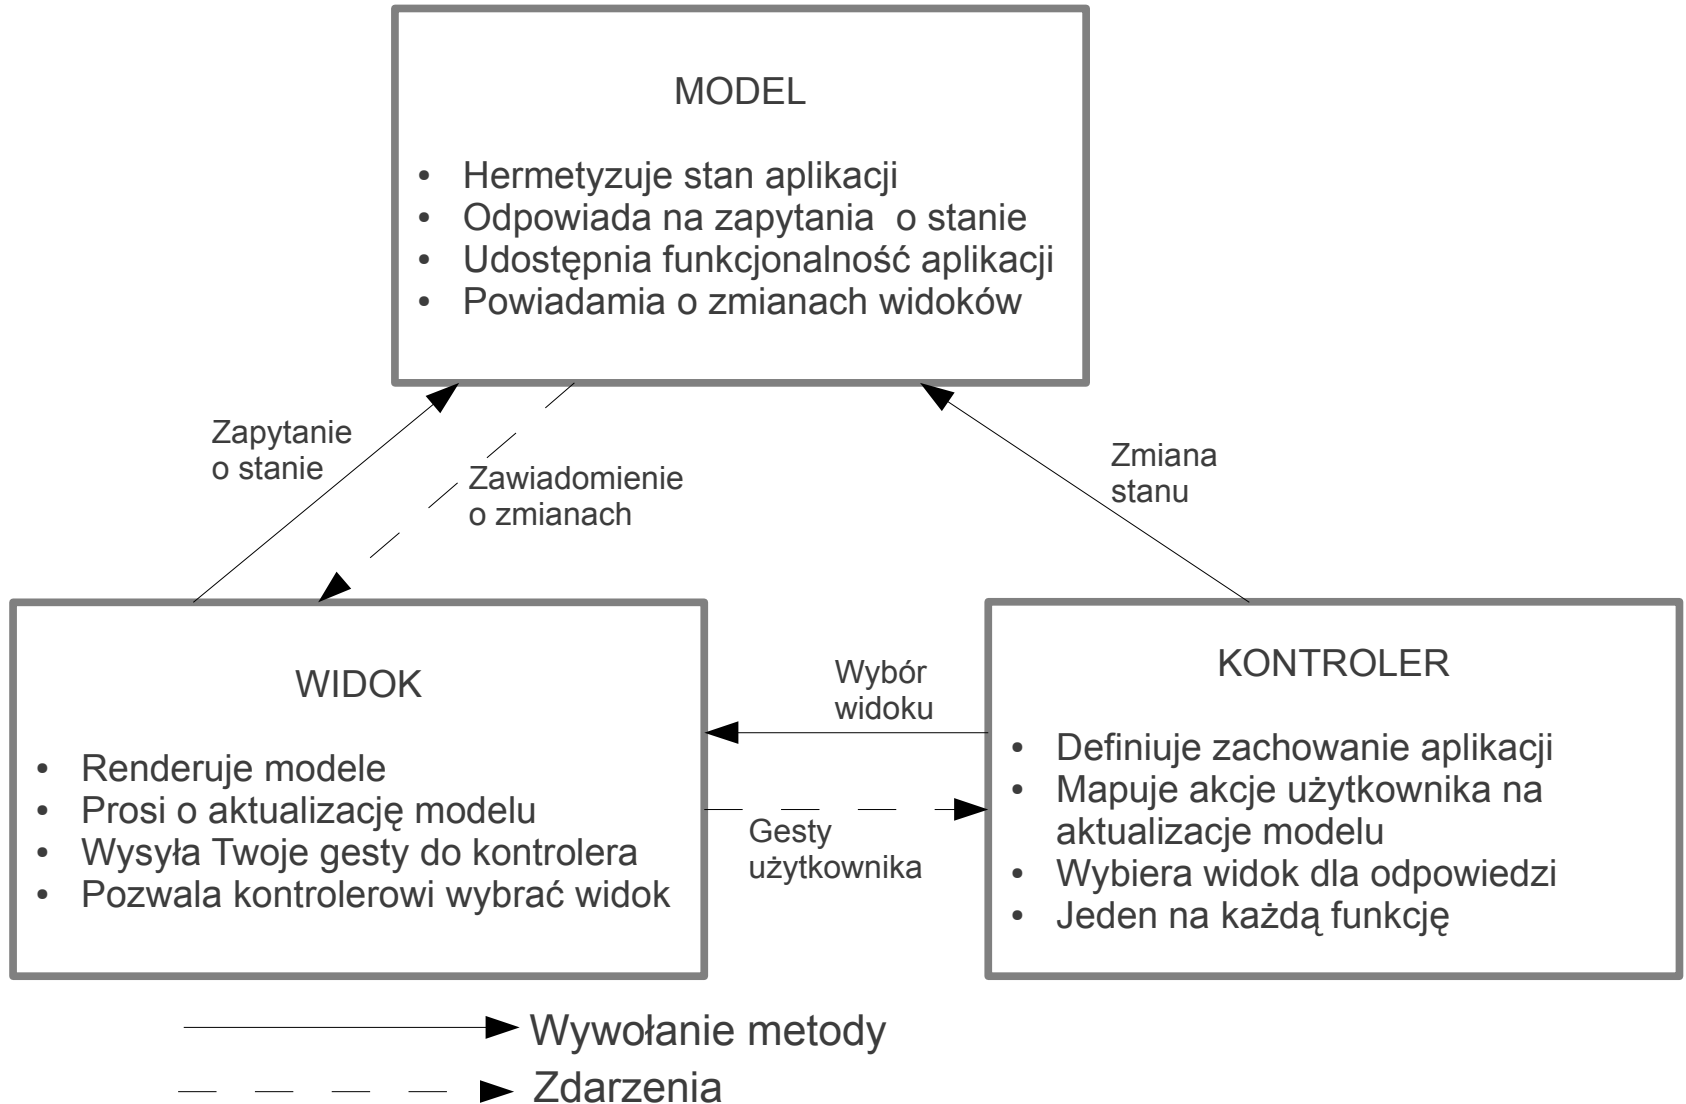 MODEL
• Hermetyzuje stan aplikacji
• Odpowiada na zapytania  o stanie
• Udostępnia funkcjonalność aplikacji
• Powiadamia o zmianach widoków
Zapytanie
o stanie
Zawiadomienie
o zmianach
Zmiana
stanu
WIDOK
• Renderuje modele
• Prosi o aktualizację modelu
• Wysyła Twoje gesty do kontrolera
• Pozwala kontrolerowi wybrać widok
Wybór
widoku
Gesty
użytkownika
KONTROLER
• Definiuje zachowanie aplikacji
• Mapuje akcje użytkownika na
aktualizacje modelu
• Wybiera widok dla odpowiedzi
• Jeden na każdą funkcję
Wywołanie metody
Zdarzenia